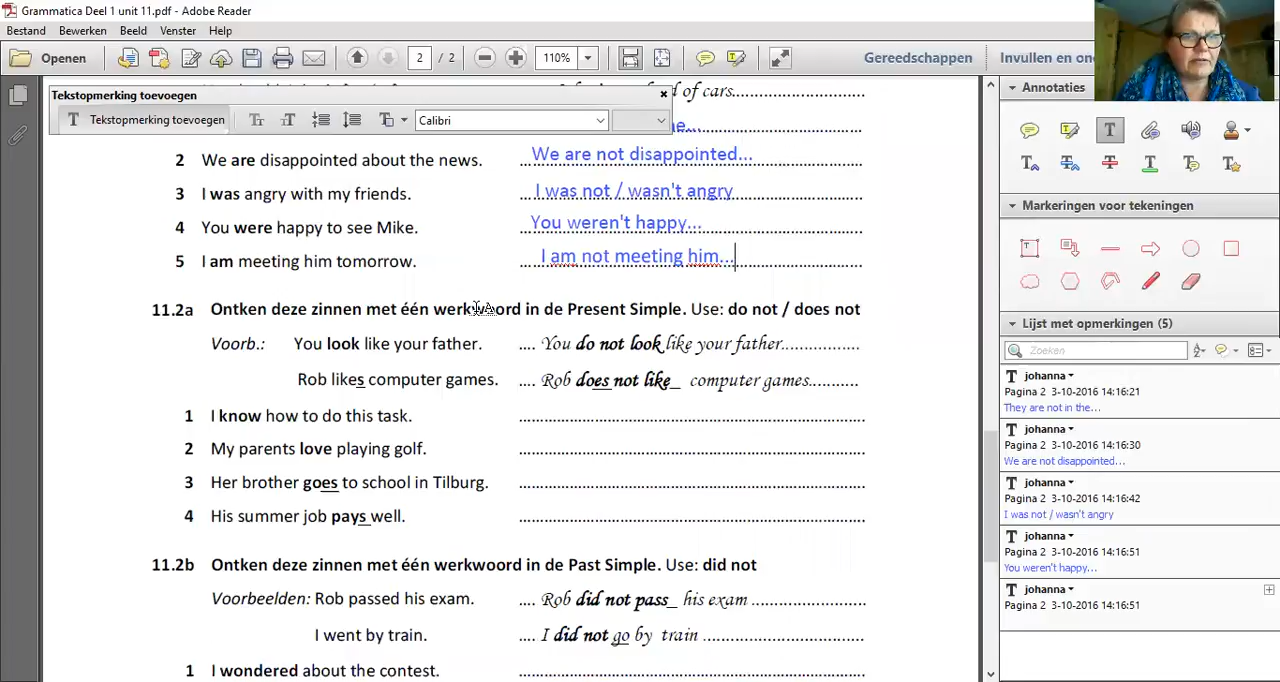 Grammatica Deel 1 unit 11.pdf - Adobe Reader
Bestand Bewerken Beeld Venster Help
Openen 2 / 2 110% Gereedschappen Invullen en
Tekstopmerking toevoegen
Tekstopmerking toevoegen Calibri
of cars
2 We are disappointed about the news. We are not disappointed...
3 I was angry with my friends. I was not / wasn't angry
4 You were happy to see Mike. You weren't happy...
5 I am meeting him tomorrow. I am not meeting him...
11.2a Ontken deze zinnen met één werkwoord in de Present Simple. Use: do not / does not
Voorb.: You look like your father. .... You do not look like your father
Rob likes computer games. .... Rob does not like_ computer games
1 I know how to do this task.
2 My parents love playing golf.
3 Her brother goes to school in Tilburg.
4 His summer job pays well.
11.2b Ontken deze zinnen met één werkwoord in de Past Simple. Use: did not
Voorbeelden: Rob passed his exam. .... Rob did not pass_ his exam
I went by train. .... I did not go by train
1 I wondered about the contest.
Annotaties
Markeringen voor tekeningen
Lijst met opmerkingen (5)
Zoeken
johanna
Pagina 2 3-10-2016 14:16:21
They are not in the...
johanna
Pagina 2 3-10-2016 14:16:30
We are not disappointed...
johanna
Pagina 2 3-10-2016 14:16:42
I was not / wasn't angry
johanna
Pagina 2 3-10-2016 14:16:51
You weren't happy...
johanna
Pagina 2 3-10-2016 14:16:51